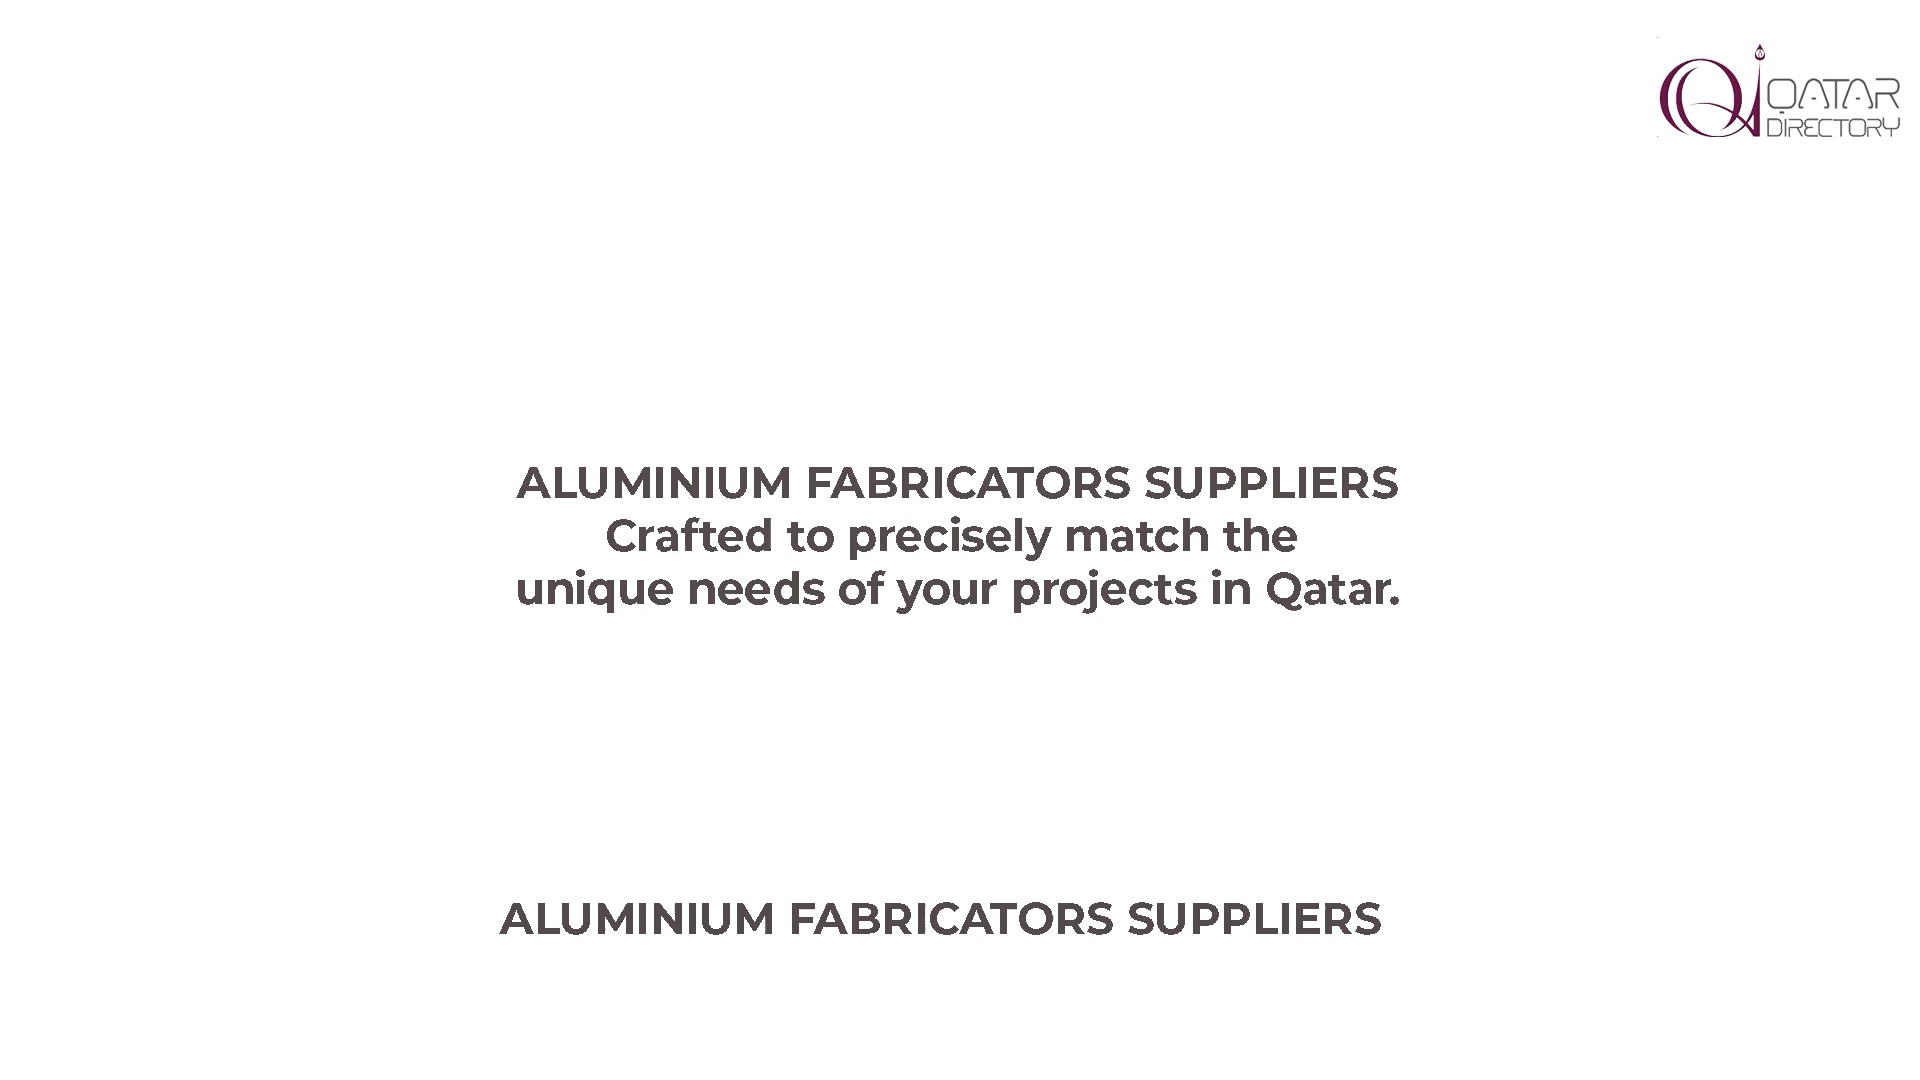 QATAR
DIRECTORY
ALUMINIUM FABRICATORS SUPPLIERS
Crafted to precisely match the
unique needs of your projects in Qatar.
ALUMINIUM FABRICATORS SUPPLIERS